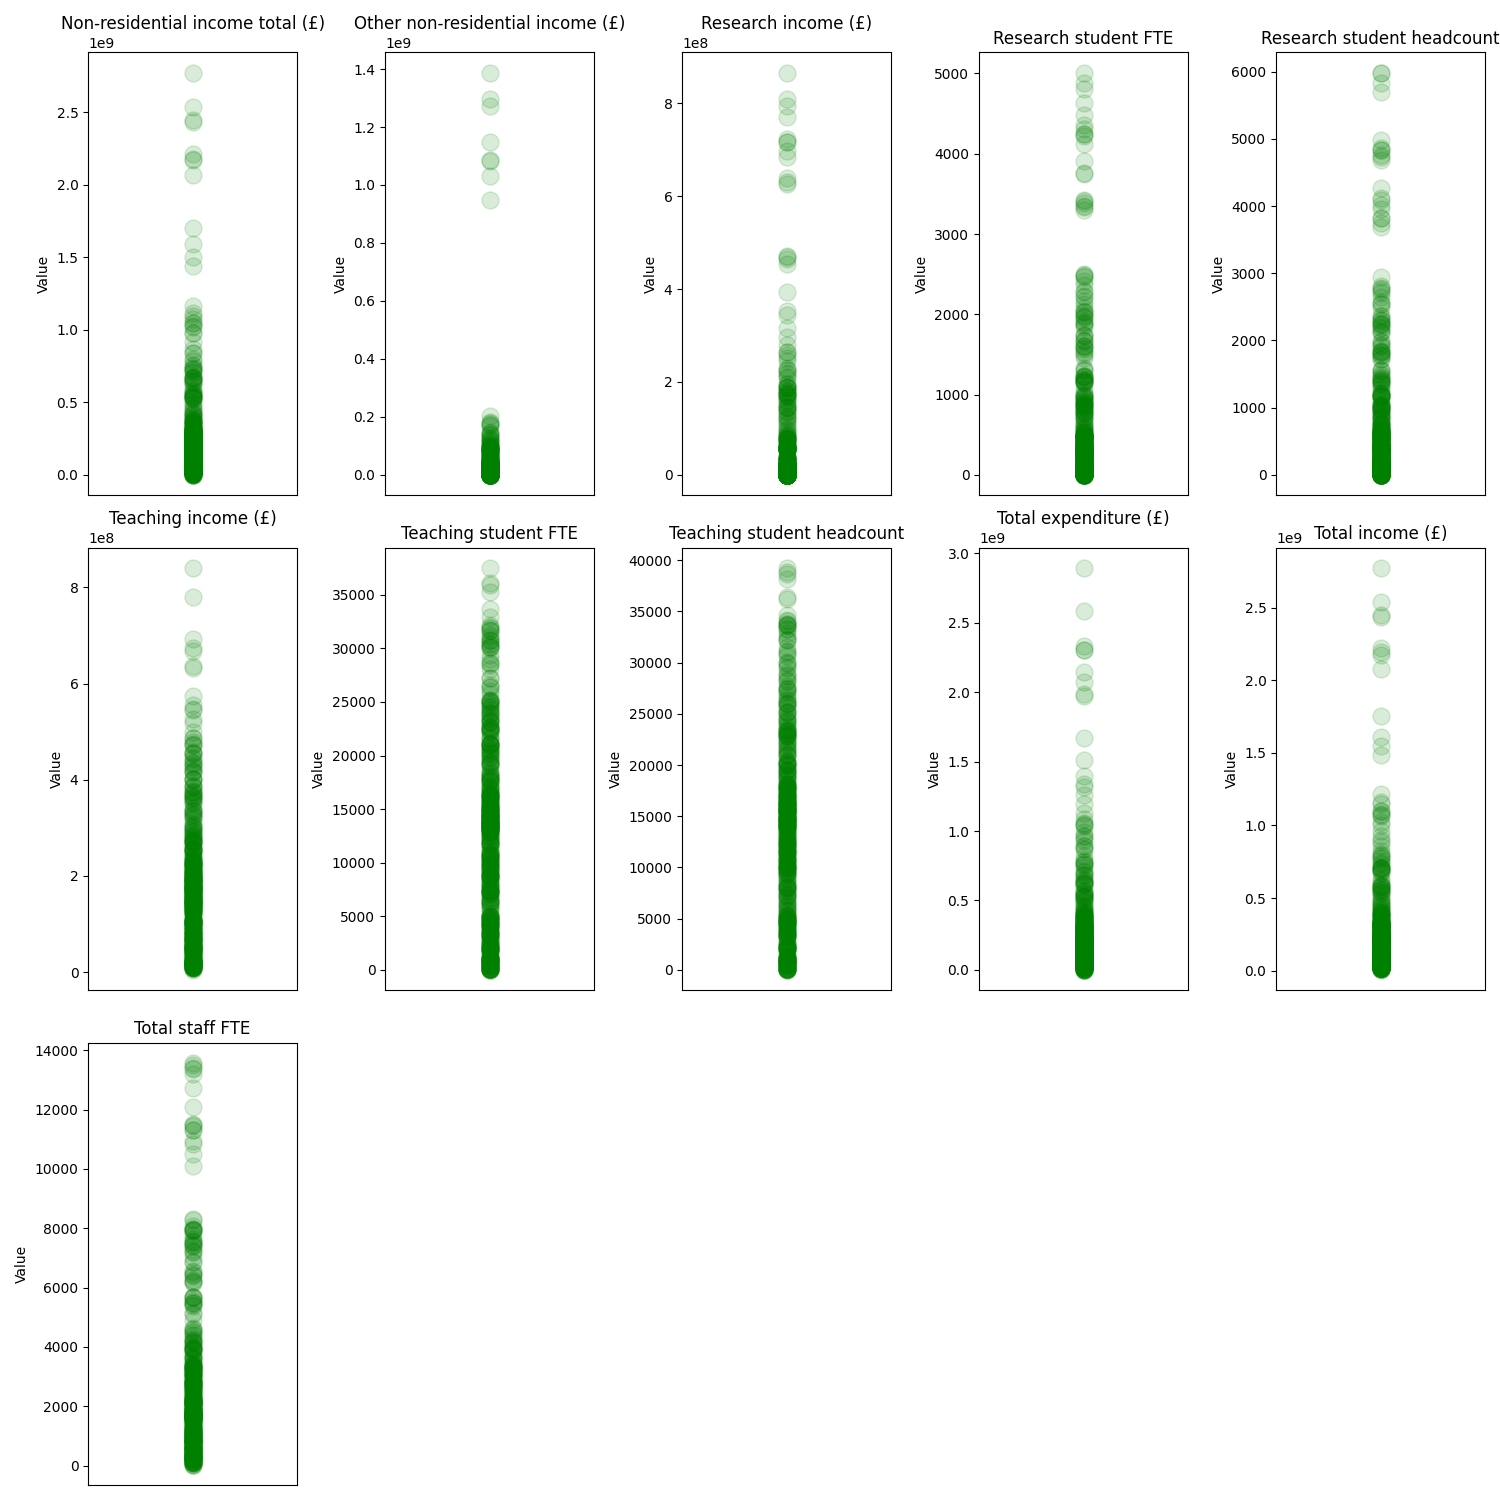 Non-residential income total (£)
1e9
Value
2.5
2.0
1.5
1.0
0.5
0.0
Other non-residential income (£)
1e9
Value
1.4
1.2
1.0
0.8
0.6
0.4
0.2
0.0
Research income (£)
1e8
Value
8
6
4
2
0
Research student FTE
Value
5000
4000
3000
2000
1000
0
Research student headcount
Value
6000
5000
4000
3000
2000
1000
0
Teaching income (£)
1e8
Value
8
6
4
2
0
Teaching student FTE
Value
35000
30000
25000
20000
15000
10000
5000
0
Teaching student headcount
Value
40000
35000
30000
25000
20000
15000
10000
5000
0
Total expenditure (£)
1e9
Value
3.0
2.5
2.0
1.5
1.0
0.5
0.0
Total income (£)
1e9
Value
2.5
2.0
1.5
1.0
0.5
0.0
Total staff FTE
Value
14000
12000
10000
8000
6000
4000
2000
0